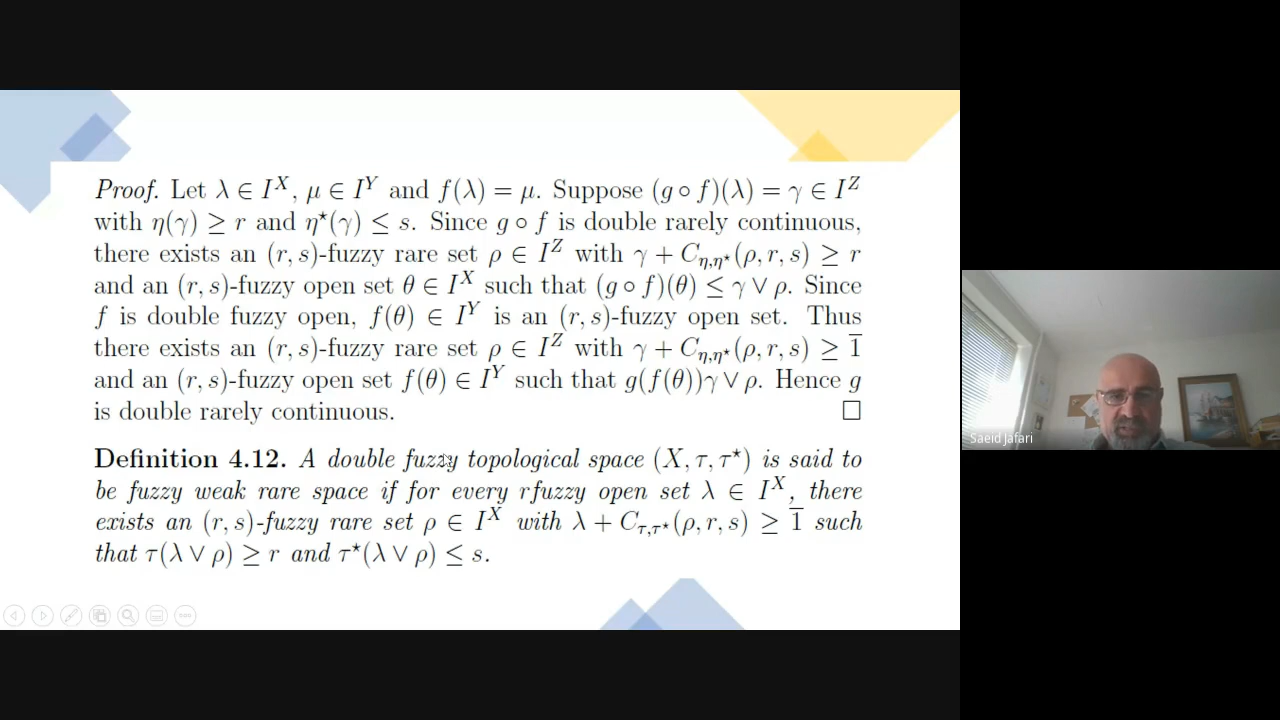 Proof. Let λ ∈ I^X, μ ∈ I^Y and f(λ) = μ. Suppose (g ∘ f)(λ) = γ ∈ I^Z
with η(γ) ≥ r and η⋆(γ) ≤ s. Since g ∘ f is double rarely continuous,
there exists an (r, s)-fuzzy rare set ρ ∈ I^Z with γ + C_{η,η⋆}(ρ, r, s) ≥ r
and an (r, s)-fuzzy open set θ ∈ I^X such that (g ∘ f)(θ) ≤ γ ∨ ρ. Since
f is double fuzzy open, f(θ) ∈ I^Y is an (r, s)-fuzzy open set. Thus
there exists an (r, s)-fuzzy rare set ρ ∈ I^Z with γ + C_{η,η⋆}(ρ, r, s) ≥ 1̅
and an (r, s)-fuzzy open set f(θ) ∈ I^Y such that g(f(θ))γ ∨ ρ. Hence g
is double rarely continuous. □
Definition 4.12. A double fuzzy topological space (X, τ, τ⋆) is said to
be fuzzy weak rare space if for every rfuzzy open set λ ∈ I^X, there
exists an (r, s)-fuzzy rare set ρ ∈ I^X with λ + C_{τ,τ⋆}(ρ, r, s) ≥ 1̅ such
that τ(λ ∨ ρ) ≥ r and τ⋆(λ ∨ ρ) ≤ s.
Saeid Jafari